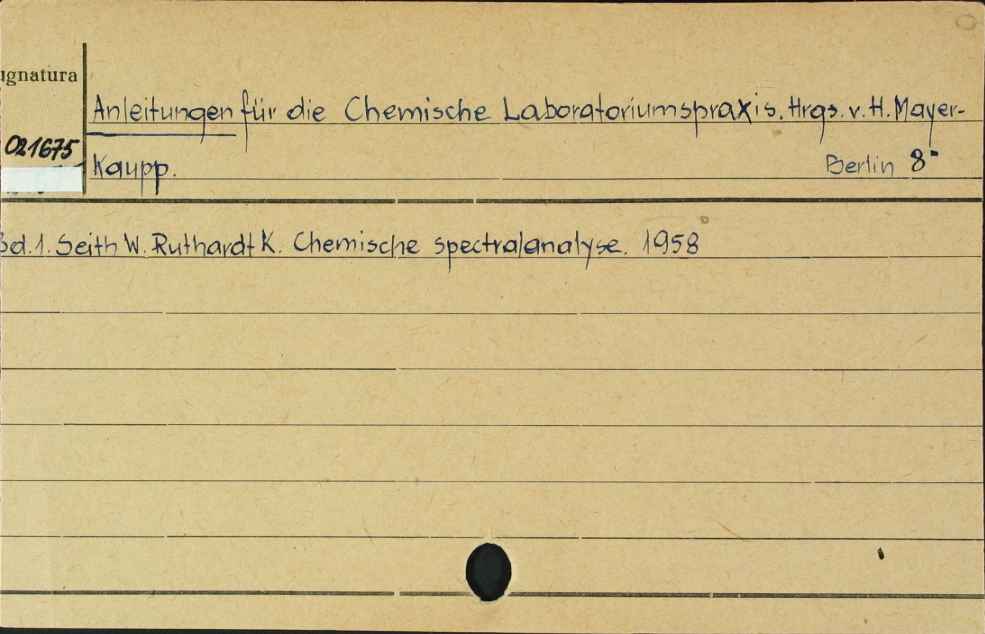 ignatura
Anleitungen für die Chemische Laboratoriumspraxis. Hrgs. v. H. Mayer-
021675
Kaupp. Berlin 8°
Bd. 1. Seith W. Ruthardt K. Chemische spectralanalyse. 1958